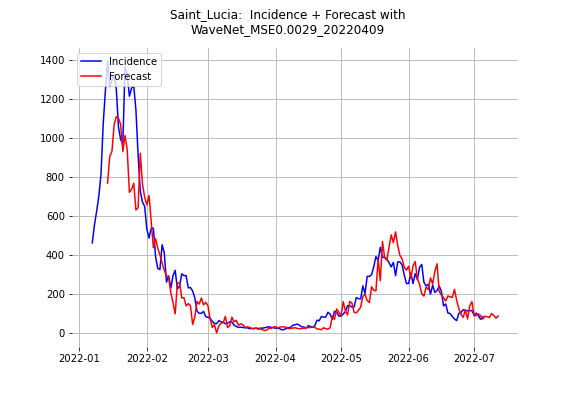 Saint_Lucia:  Incidence + Forecast with
WaveNet_MSE0.0029_20220409
1400
1200
1000
800
600
400
200
0
Incidence
Forecast
2022-01 2022-02 2022-03 2022-04 2022-05 2022-06 2022-07